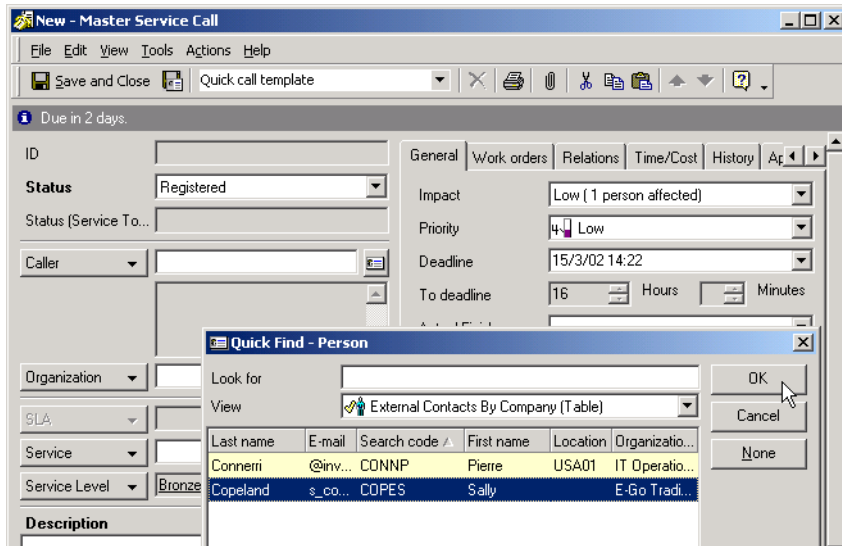 New - Master Service Call
File Edit View Tools Actions Help
Save and Close Quick call template
Due in 2 days.
ID
Status Registered
Status (Service To...
Caller
Organization
SLA
Service
Service Level Bronze
Description
General Work orders Relations Time/Cost History Ap
Impact Low ( 1 person affected)
Priority 4 Low
Deadline 15/3/02 14:22
To deadline 16 Hours Minutes
Quick Find - Person
Look for
View External Contacts By Company (Table)
OK
Cancel
None
Last name E-mail Search code First name Location Organizatio...
Connerri @inv... CONNP Pierre USA01 IT Operatio...
Copeland s_co... COPES Sally E-Go Tradi...